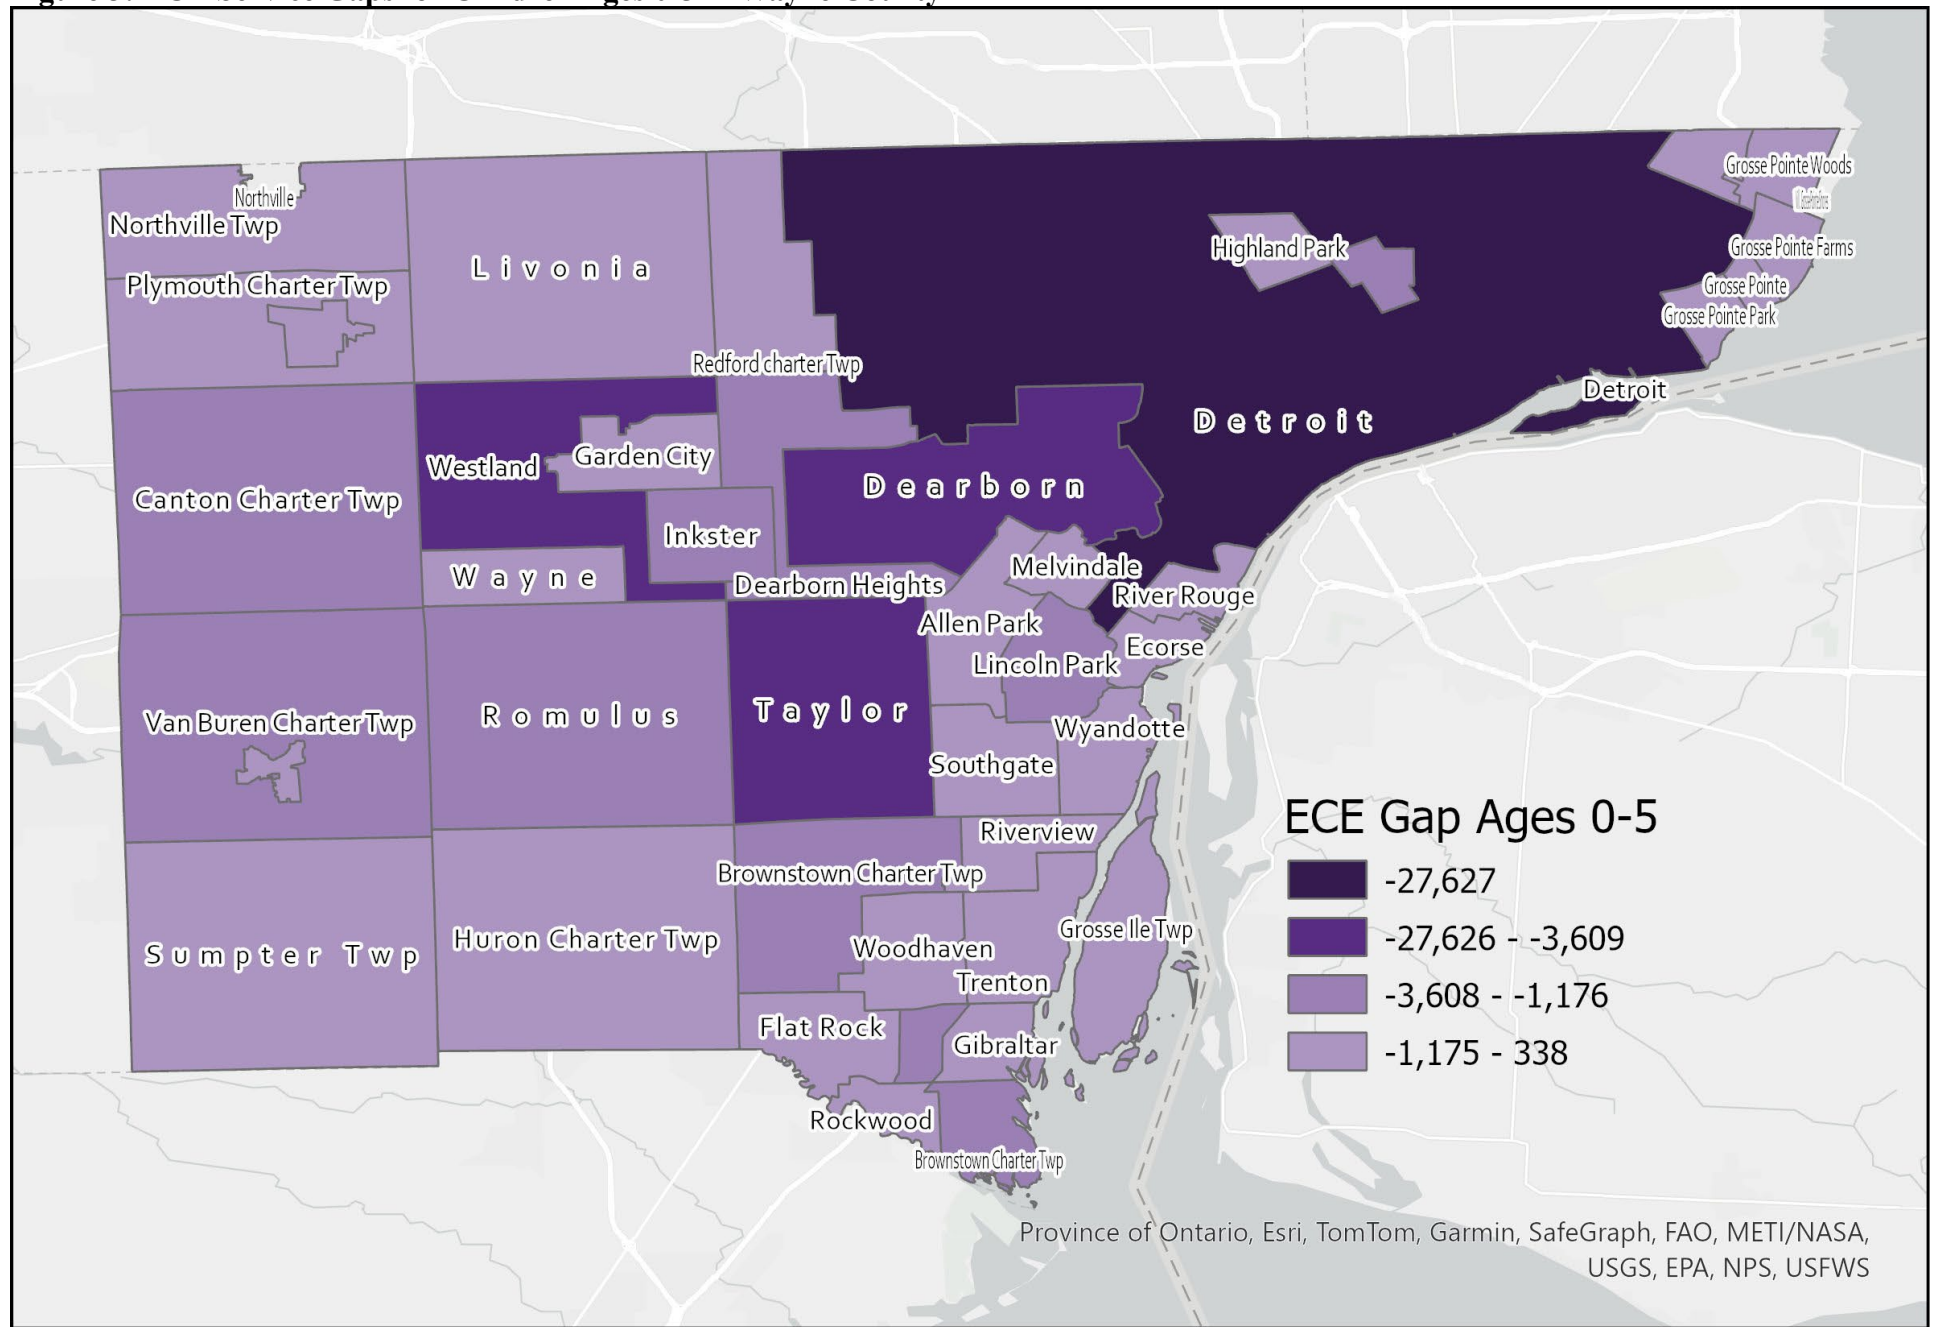 Northville
Northville Twp
Plymouth Charter Twp
Livonia
Redford charter Twp
Highland Park
Grosse Pointe Woods
Grosse Pointe Farms
Grosse Pointe
Grosse Pointe Park
Detroit
Detroit
Canton Charter Twp
Westland
Garden City
Dearborn
Inkster
Wayne
Dearborn Heights
Melvindale
River Rouge
Allen Park
Ecorse
Lincoln Park
Van Buren Charter Twp
Romulus
Taylor
Wyandotte
Southgate
Riverview
Brownstown Charter Twp
Sumpter Twp
Huron Charter Twp
Woodhaven
Grosse Ile Twp
Trenton
Flat Rock
Gibraltar
Rockwood
Brownstown Charter Twp
ECE Gap Ages 0-5
-27,627
-27,626 - -3,609
-3,608 - -1,176
-1,175 - 338
Province of Ontario, Esri, TomTom, Garmin, SafeGraph, FAO, METI/NASA,
USGS, EPA, NPS, USFWS